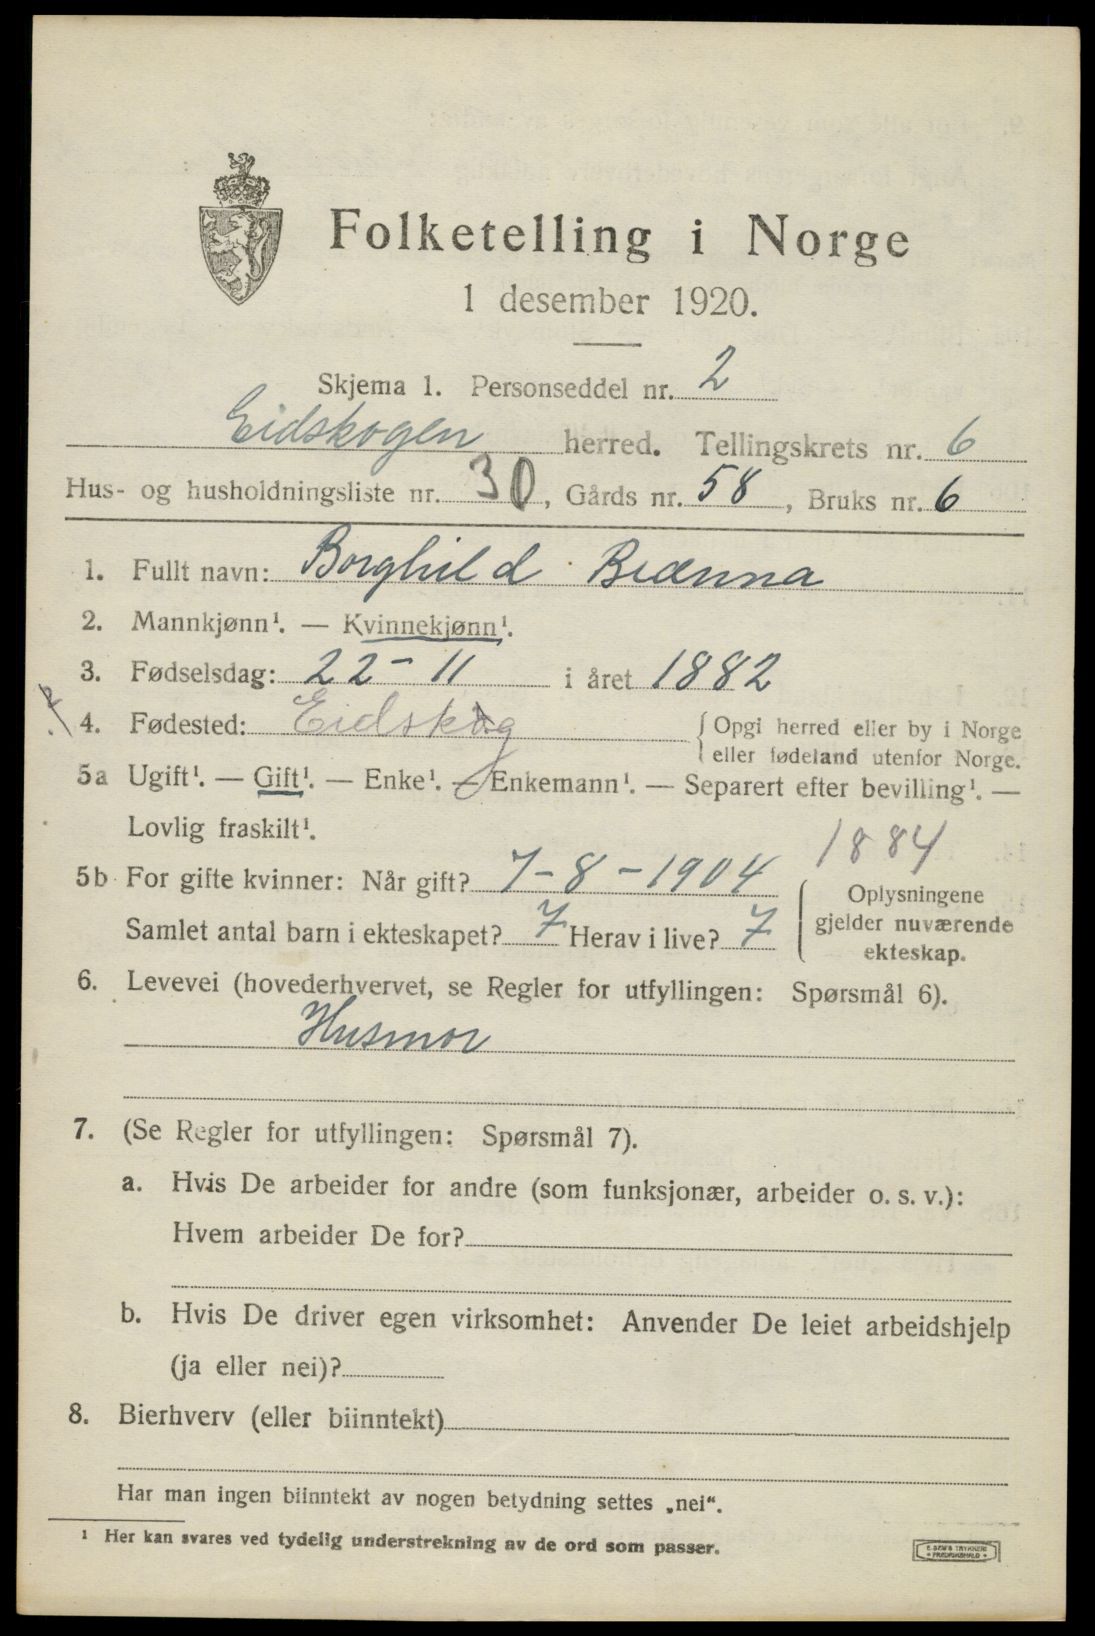 Folketelling i Norge
1 desember 1920.
Skjema 1. Personseddel nr. 2
Eidskogen herred. Tellingskrets nr. 6
Hus- og husholdningsliste nr. 30, Gårds nr. 58, Bruks nr. 6
1. Fullt navn: Borghild Brænna
2. Mannkjønn¹. — Kvinnekjønn¹.
3. Fødselsdag: 22-11 i året 1882
4. Fødested: Eidskog { Opgi herred eller by i Norge
eller fødeland utenfor Norge.
5a Ugift¹. — Gift¹. — Enke¹. — Enkemann¹. — Separert efter bevilling¹. —
Lovlig fraskilt¹.
1884
5b For gifte kvinner: Når gift? 7-8-1904
Samlet antal barn i ekteskapet? 7 Herav i live? 7
{ Oplysningene
gjelder nuværende
ekteskap.
6. Levevei (hovederhvervet, se Regler for utfyllingen: Spørsmål 6).
Husmor
7. (Se Regler for utfyllingen: Spørsmål 7).
a. Hvis De arbeider for andre (som funksjonær, arbeider o. s. v.):
Hvem arbeider De for?
b. Hvis De driver egen virksomhet: Anvender De leiet arbeidshjelp
(ja eller nei)?
8. Bierhverv (eller biinntekt)
Har man ingen biinntekt av nogen betydning settes „nei".
¹ Her kan svares ved tydelig understrekning av de ord som passer.